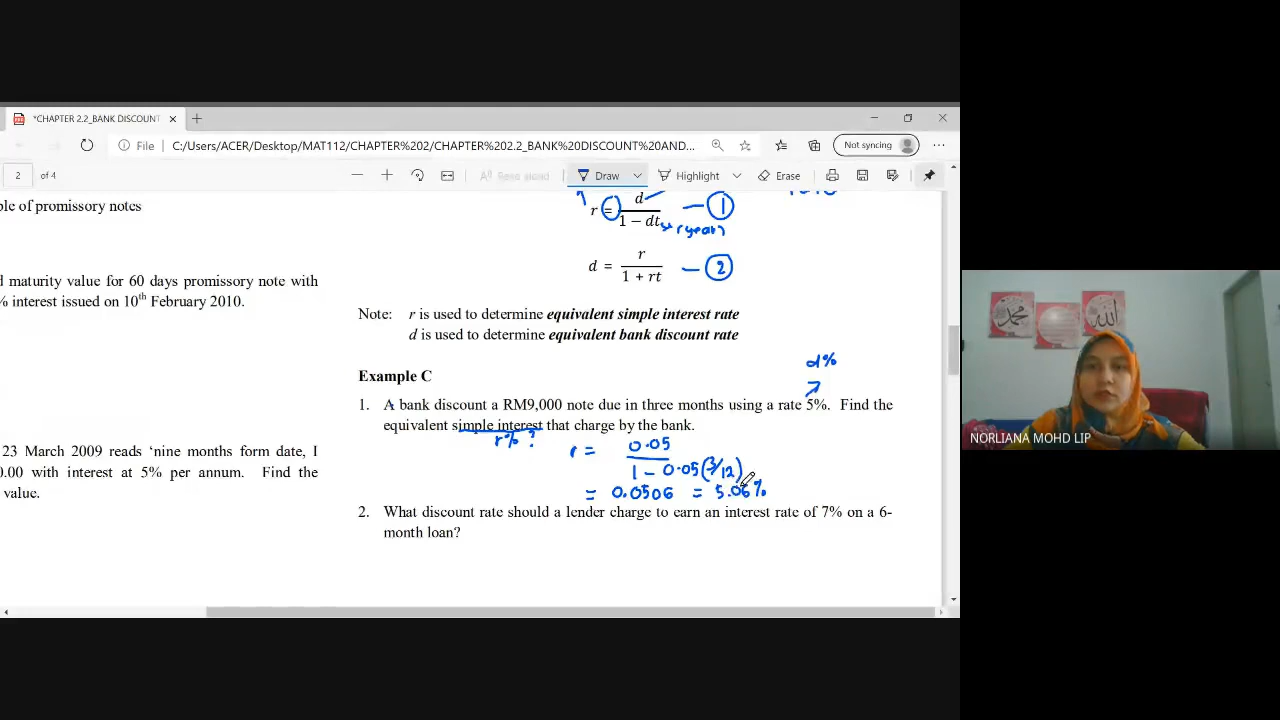 *CHAPTER 2.2_BANK DISCOUNT
File
C:/Users/ACER/Desktop/MAT112/CHAPTER%202/CHAPTER%202.2_BANK%20DISCOUNT%20AND...
Not syncing
2 of 4
Read aloud
Draw
Highlight
Erase
ple of promissory notes
d maturity value for 60 days promissory note with
% interest issued on 10th February 2010.
23 March 2009 reads ‘nine months form date, I
0.00 with interest at 5% per annum. Find the
value.
r = d / 1 − dt — 1
(year)
d = r / 1 + rt — 2
Note: r is used to determine equivalent simple interest rate
d is used to determine equivalent bank discount rate
d%
Example C
1. A bank discount a RM9,000 note due in three months using a rate 5%. Find the
equivalent simple interest that charge by the bank.
r% ?
r = 0.05 / 1 − 0.05(3/12)
= 0.0506 = 5.06%
2. What discount rate should a lender charge to earn an interest rate of 7% on a 6-
month loan?
NORLIANA MOHD LIP